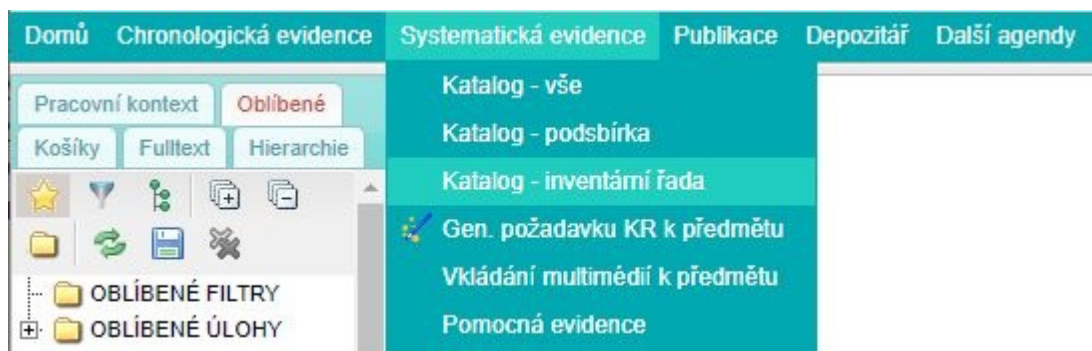 Domů Chronologická evidence Systematická evidence Publikace Depozitář Další agendy
Katalog - vše
Katalog - podsbírka
Katalog - inventární řada
Gen. požadavku KR k předmětu
Vkládání multimédií k předmětu
Pomocná evidence
Pracovní kontext Oblíbené
Košíky Fulltext Hierarchie
OBLÍBENÉ FILTRY
OBLÍBENÉ ÚLOHY